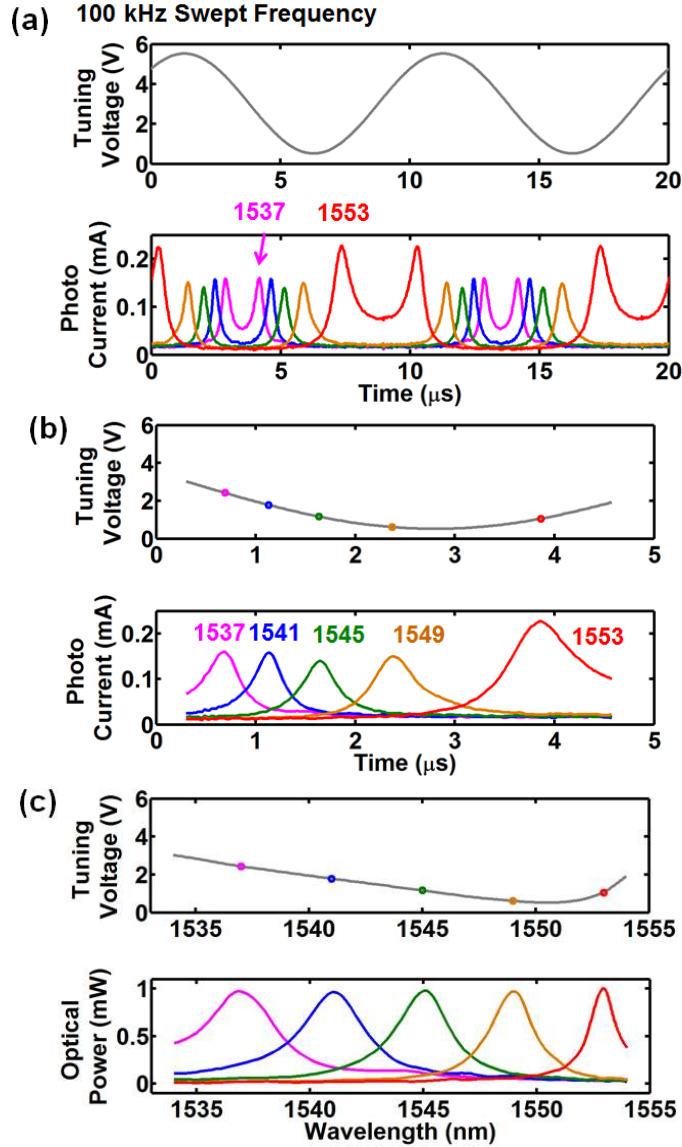 (a) 100 kHz Swept Frequency
Tuning
Voltage (V)
6
4
2
0
0 5 10 15 20
1537 1553
Photo
Current (mA)
0.2
0.1
0
0 5 10 15 20
Time (μs)
(b)
Tuning
Voltage (V)
6
4
2
0
0 1 2 3 4 5
Photo
Current (mA)
0.2
0.1
0
1537 1541 1545 1549 1553
0 1 2 3 4 5
Time (μs)
(c)
Tuning
Voltage (V)
6
4
2
0
1535 1540 1545 1550 1555
Optical
Power (mW)
1
0.5
0
1535 1540 1545 1550 1555
Wavelength (nm)